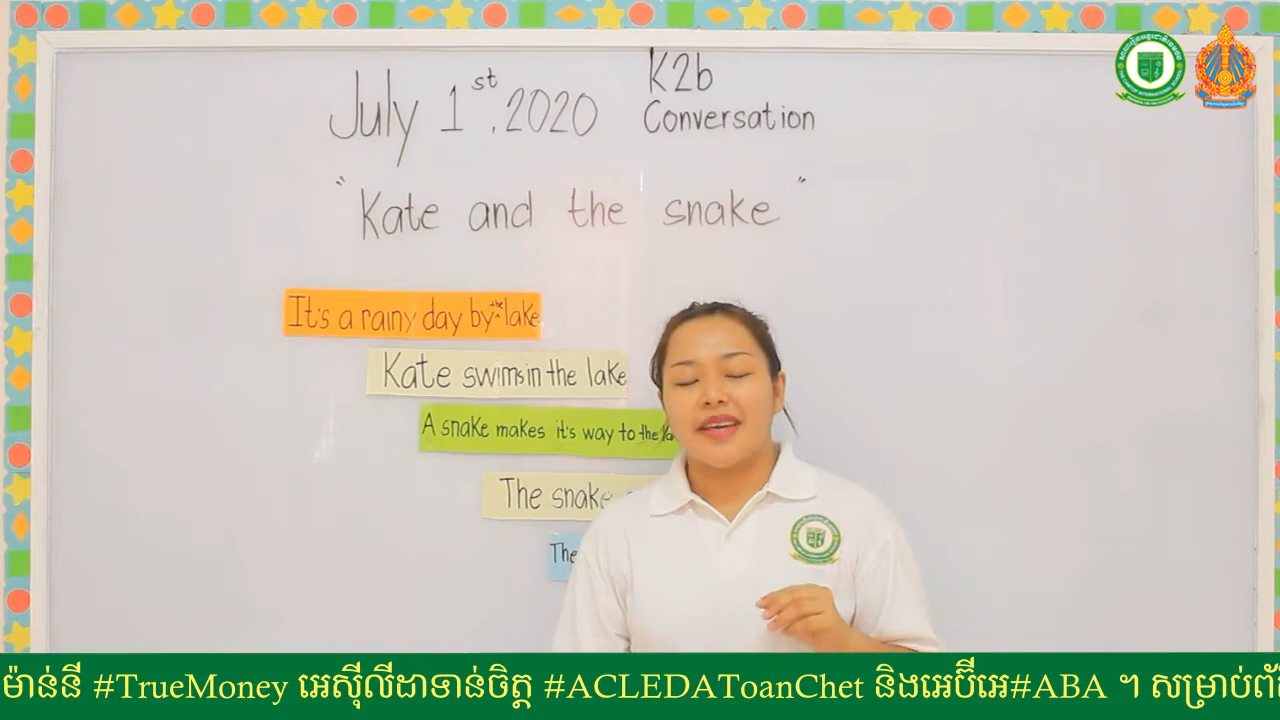 July 1st, 2020
K2b
Conversation
"Kate and the snake"
It's a rainy day by the lake.
Kate swims in the lake
A snake makes it's way to the
The snake
The
ម៉ាន់នី #TrueMoney អេស៊ីលីដាទាន់ចិត្ត #ACLEDAToanChet និងអេប៊ីអេ#ABA ។ សម្រាប់